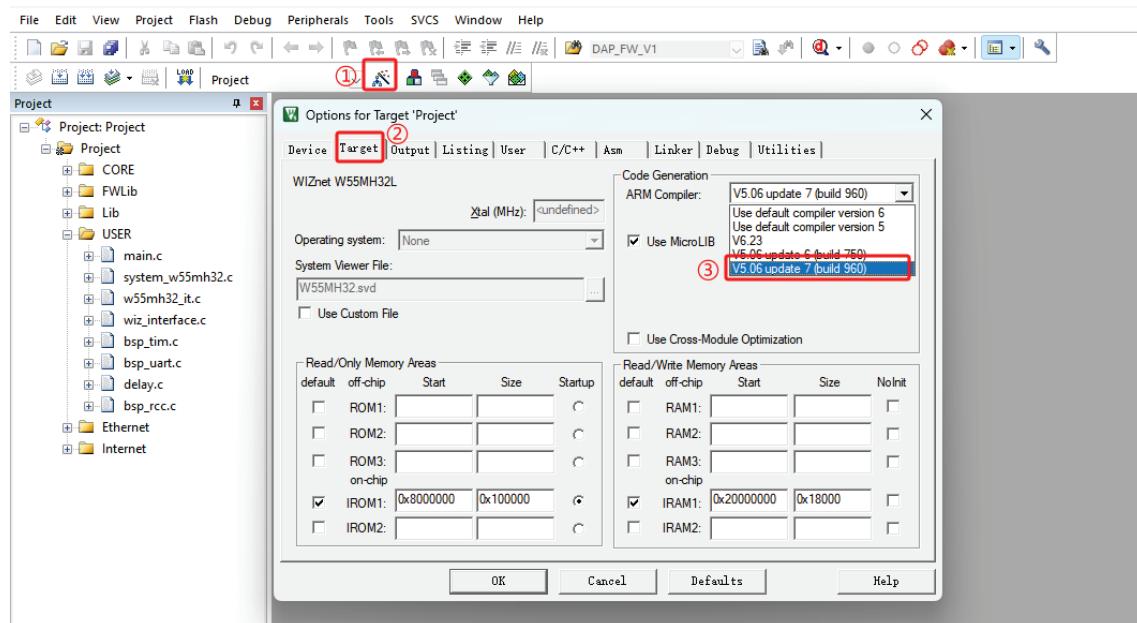 File Edit View Project Flash Debug Peripherals Tools SVCS Window Help
DAP_FW_V1
LOAD
Project
①
Project
Project: Project
Project
CORE
FWLib
Lib
USER
main.c
system_w55mh32.c
w55mh32_it.c
wiz_interface.c
bsp_tim.c
bsp_uart.c
delay.c
bsp_rcc.c
Ethernet
Internet
Options for Target 'Project'
②
Device Target Output Listing User C/C++ Asm Linker Debug Utilities
WIZnet W55MH32L
Xtal (MHz): <undefined>
Operating system: None
System Viewer File:
W55MH32.svd
...
Use Custom File
Code Generation
ARM Compiler: V5.06 update 7 (build 960)
Use default compiler version 6
Use default compiler version 5
V6.23
V5.06 update 6 (build 750)
③ V5.06 update 7 (build 960)
Use MicroLIB
Use Cross-Module Optimization
Read/Only Memory Areas
default off-chip Start Size Startup
ROM1:
ROM2:
ROM3:
on-chip
IROM1: 0x8000000 0x100000
IROM2:
Read/Write Memory Areas
default off-chip Start Size NoInit
RAM1:
RAM2:
RAM3:
on-chip
IRAM1: 0x20000000 0x18000
IRAM2:
OK Cancel Defaults Help